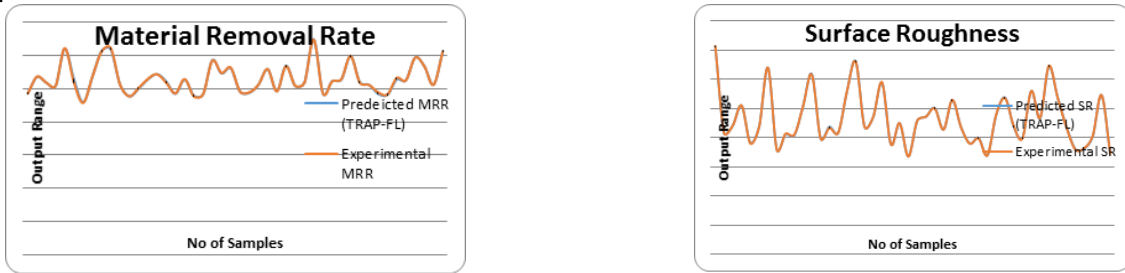 Material Removal Rate
Output Range
Predeicted MRR
(TRAP-FL)
Experimental
MRR
No of Samples
Surface Roughness
Output Range
Predicted SR
(TRAP-FL)
Experimental SR
No of Samples